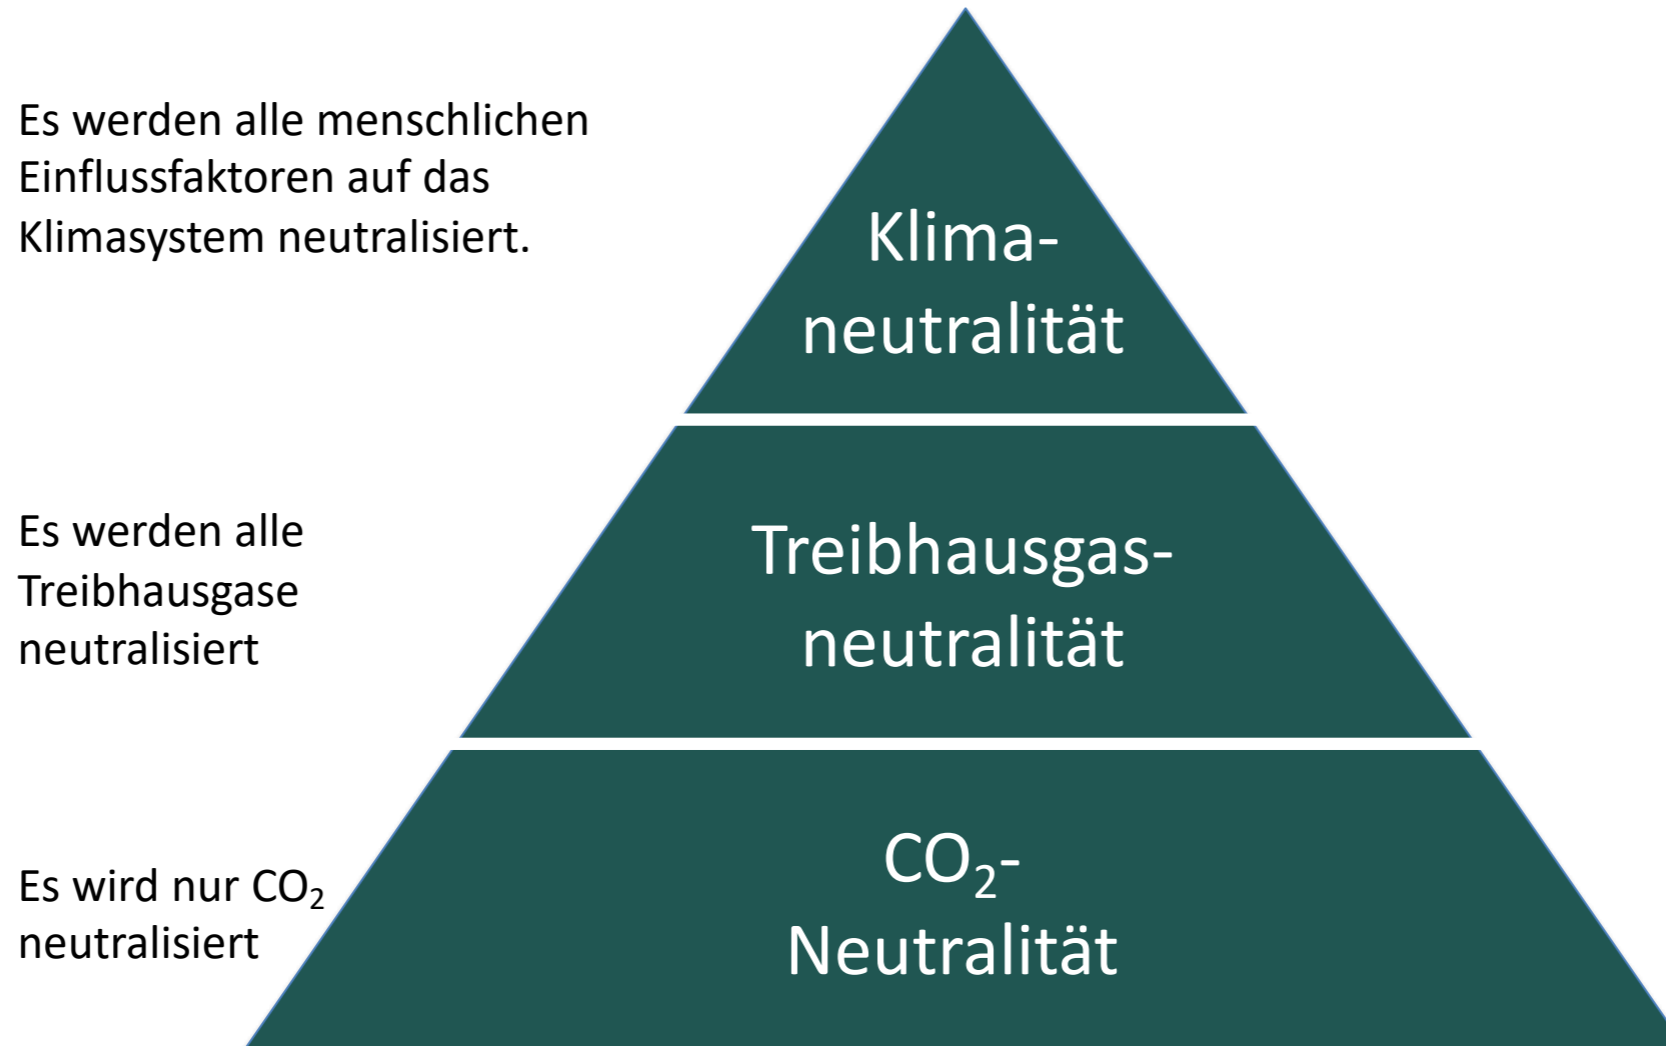 Es werden alle menschlichen
Einflussfaktoren auf das
Klimasystem neutralisiert.
Klima-
neutralität
Es werden alle
Treibhausgase
neutralisiert
Treibhausgas-
neutralität
Es wird nur CO₂
neutralisiert
CO₂-
Neutralität